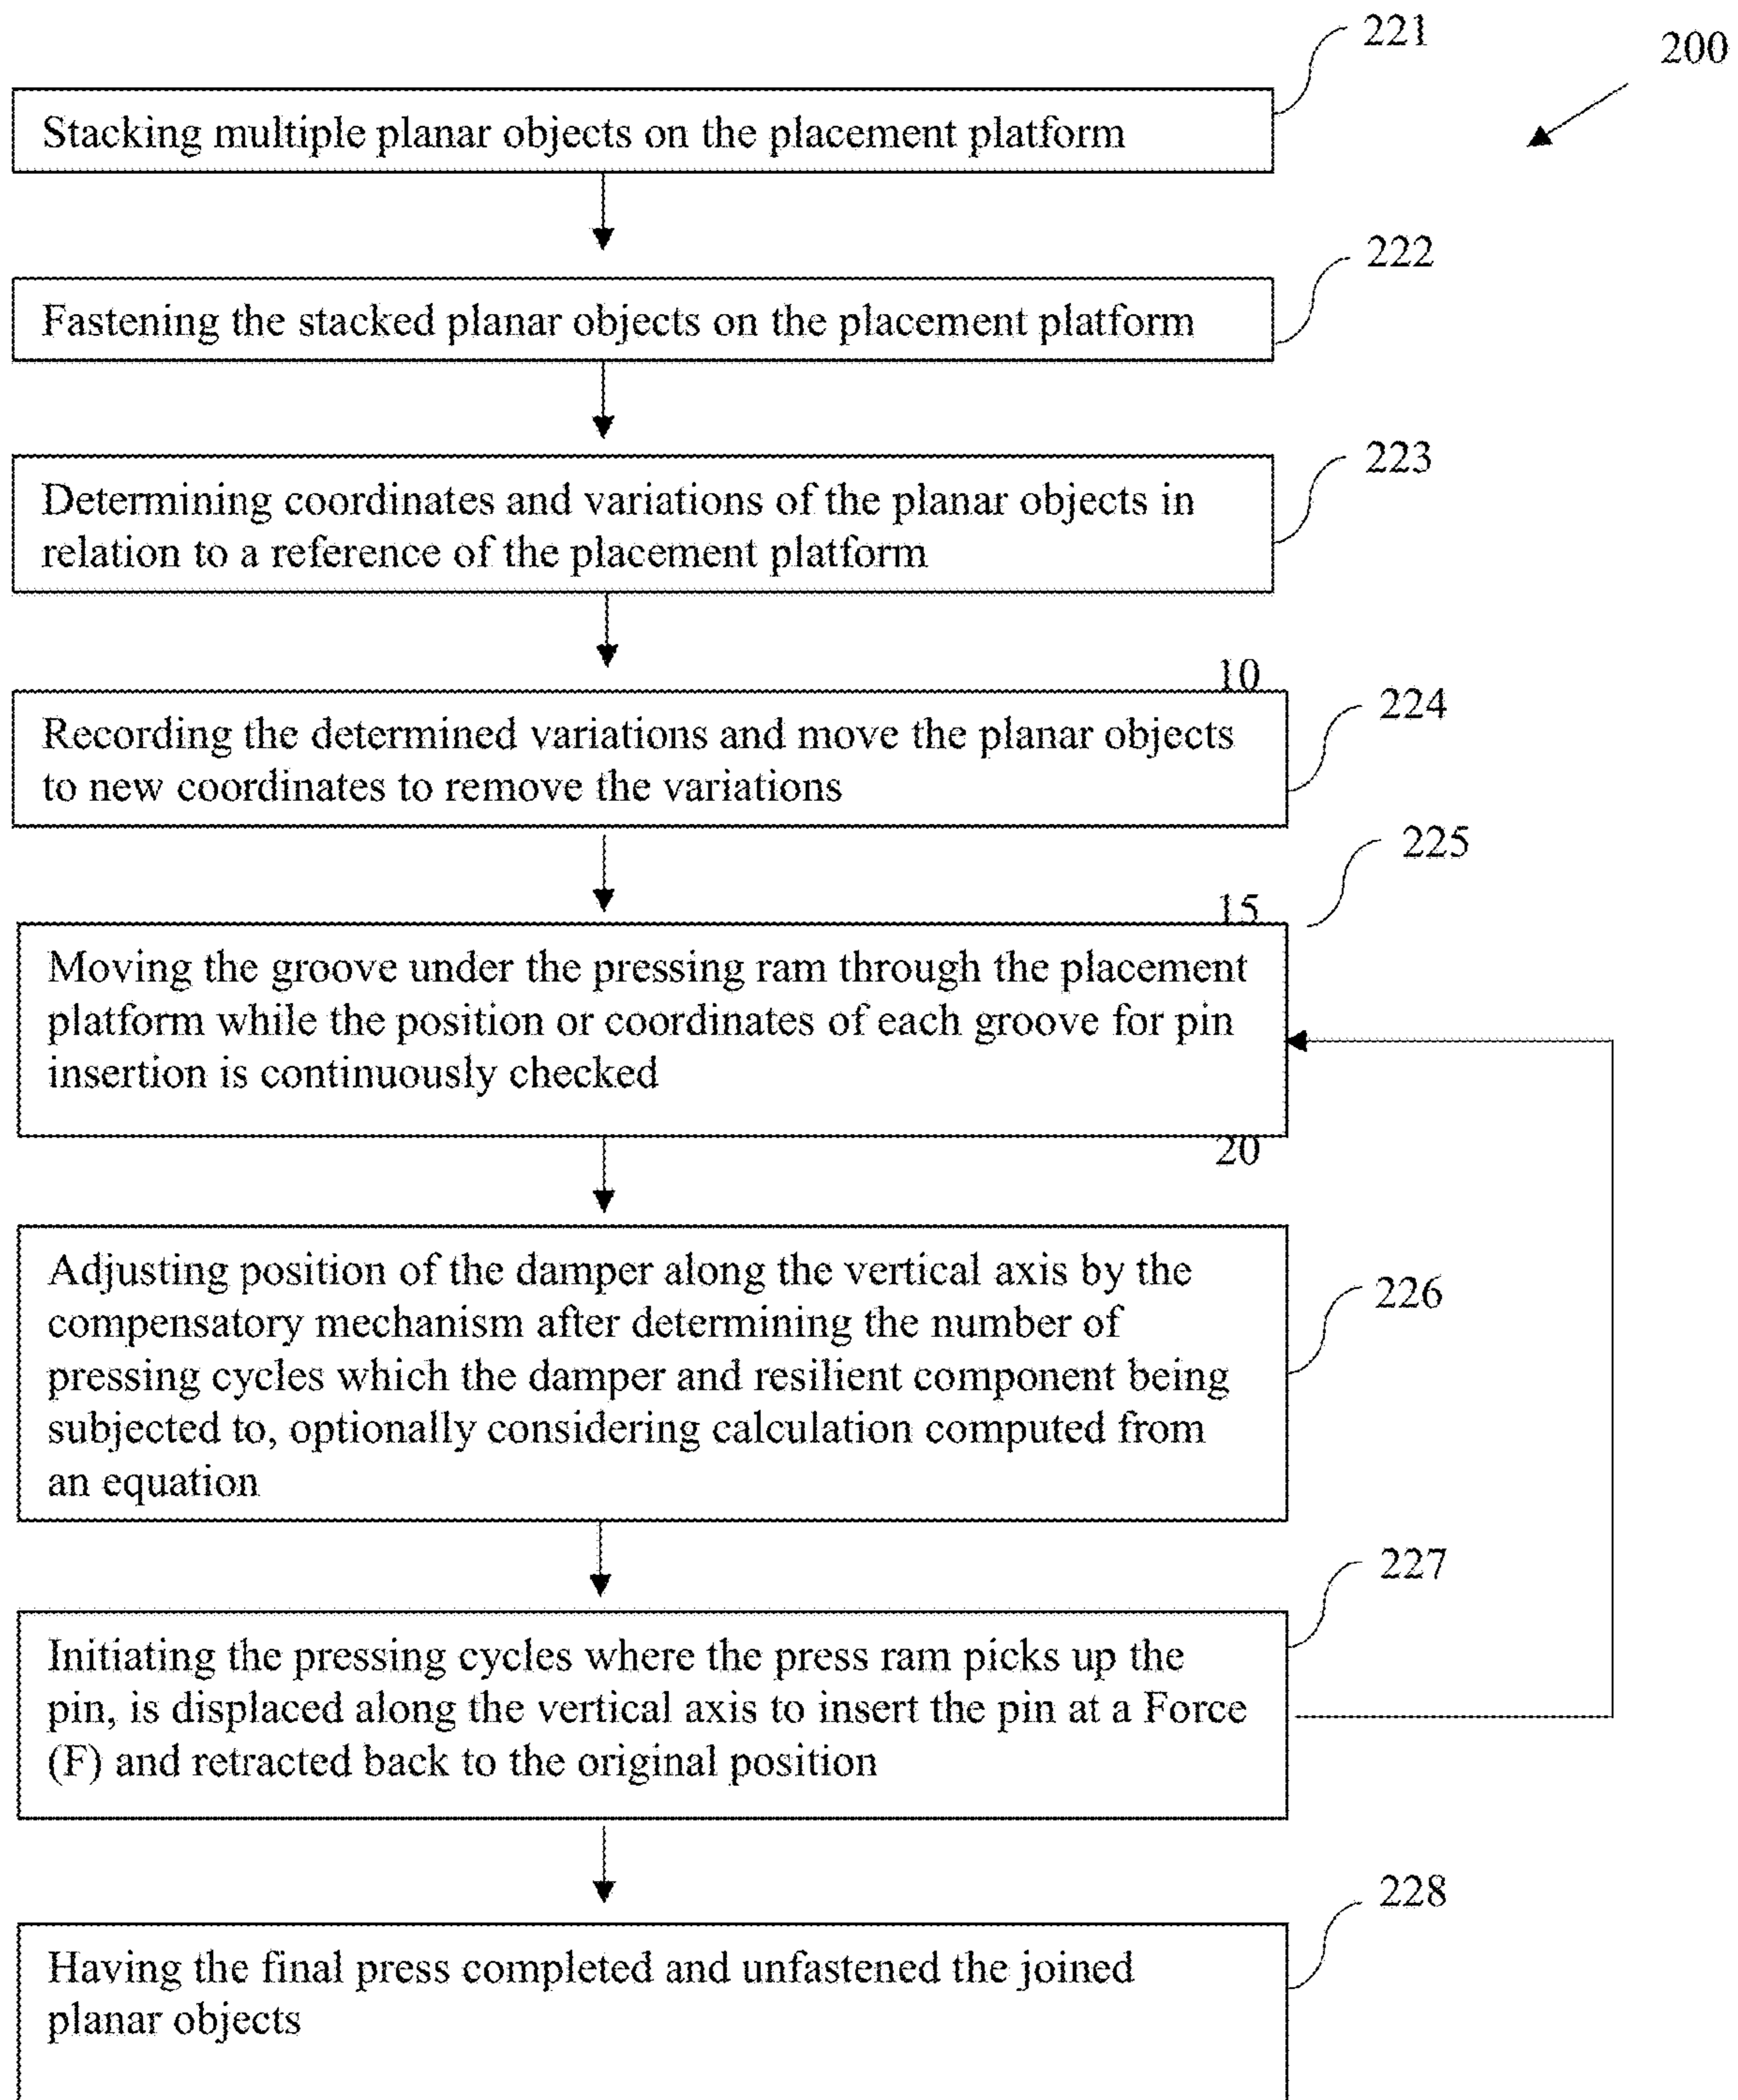 221
200
Stacking multiple planar objects on the placement platform
222
Fastening the stacked planar objects on the placement platform
223
Determining coordinates and variations of the planar objects in
relation to a reference of the placement platform
10
224
Recording the determined variations and move the planar objects
to new coordinates to remove the variations
225
15
Moving the groove under the pressing ram through the placement
platform while the position or coordinates of each groove for pin
insertion is continuously checked
20
Adjusting position of the damper along the vertical axis by the
226
compensatory mechanism after determining the number of
pressing cycles which the damper and resilient component being
subjected to, optionally considering calculation computed from
an equation
227
Initiating the pressing cycles where the press ram picks up the
pin, is displaced along the vertical axis to insert the pin at a Force
(F) and retracted back to the original position
228
Having the final press completed and unfastened the joined
planar objects